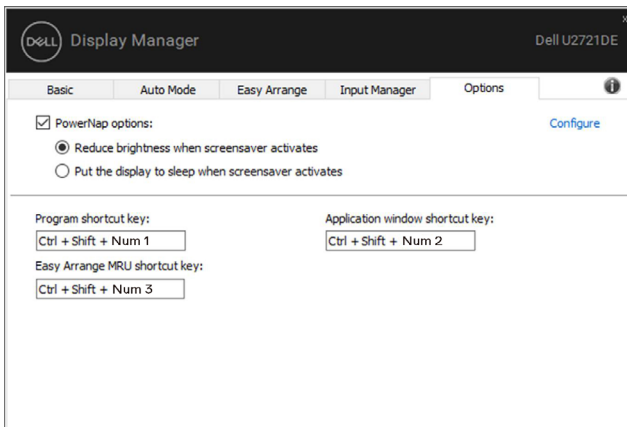 DELL Display Manager
Dell U2721DE
Basic Auto Mode Easy Arrange Input Manager Options
PowerNap options:
Configure
Reduce brightness when screensaver activates
Put the display to sleep when screensaver activates
Program shortcut key:
Application window shortcut key:
Ctrl + Shift + Num 1
Ctrl + Shift + Num 2
Easy Arrange MRU shortcut key:
Ctrl + Shift + Num 3